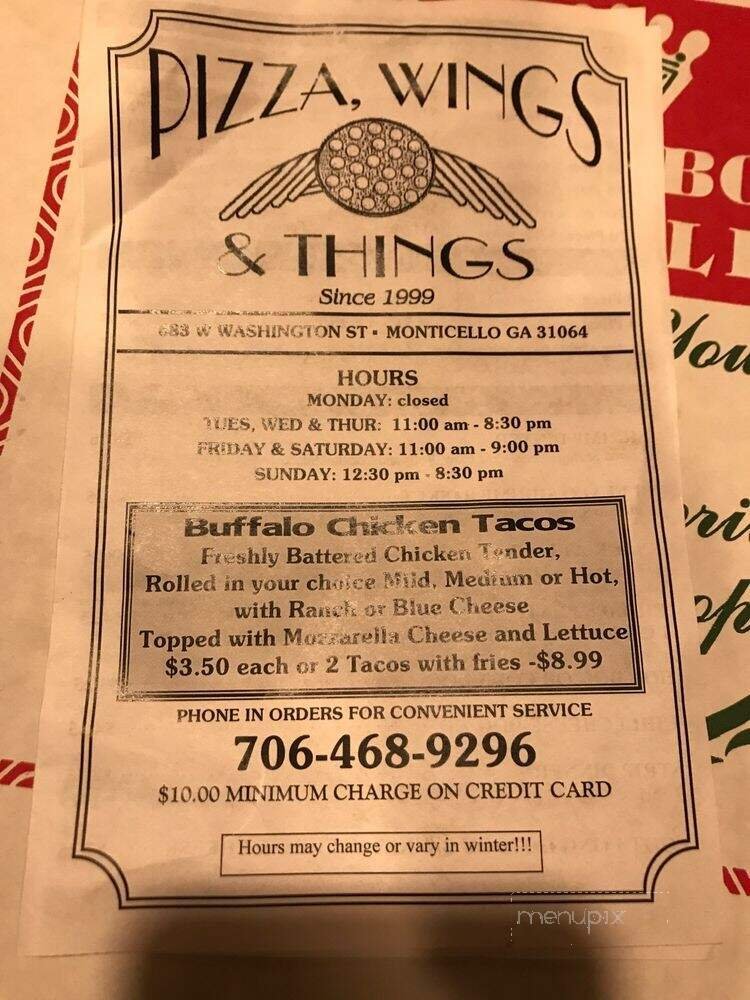 PIZZA, WINGS
& THINGS
Since 1999
683 W WASHINGTON ST • MONTICELLO GA 31064
HOURS
MONDAY: closed
TUES, WED & THUR: 11:00 am - 8:30 pm
FRIDAY & SATURDAY: 11:00 am - 9:00 pm
SUNDAY: 12:30 pm - 8:30 pm
Buffalo Chicken Tacos
Freshly Battered Chicken Tender,
Rolled in your choice Mild, Medium or Hot,
with Ranch or Blue Cheese
Topped with Mozzarella Cheese and Lettuce
$3.50 each or 2 Tacos with fries -$8.99
PHONE IN ORDERS FOR CONVENIENT SERVICE
706-468-9296
$10.00 MINIMUM CHARGE ON CREDIT CARD
Hours may change or vary in winter!!!
menupix